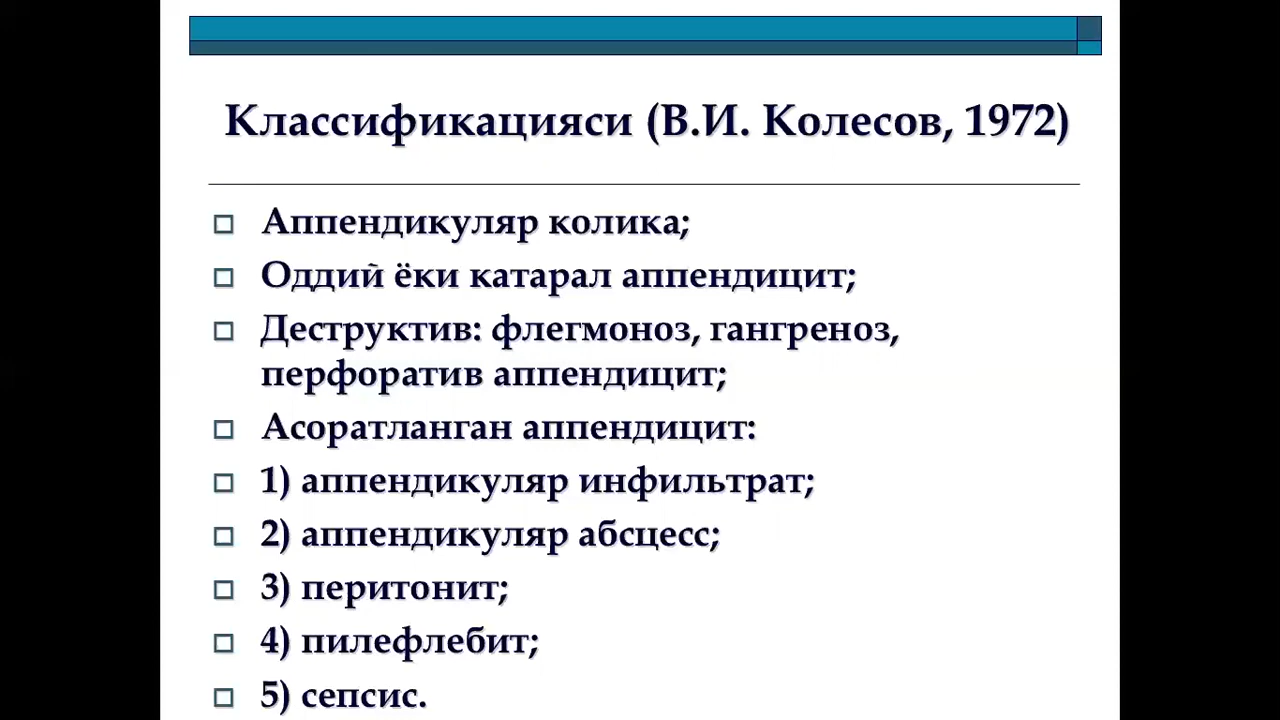 Классификацияси (В.И. Колесов, 1972)
Аппендикуляр колика;
Оддий ёки катарал аппендицит;
Деструктив: флегмоноз, гангреноз,
перфоратив аппендицит;
Асоратланган аппендицит:
1) аппендикуляр инфильтрат;
2) аппендикуляр абсцесс;
3) перитонит;
4) пилефлебит;
5) сепсис.